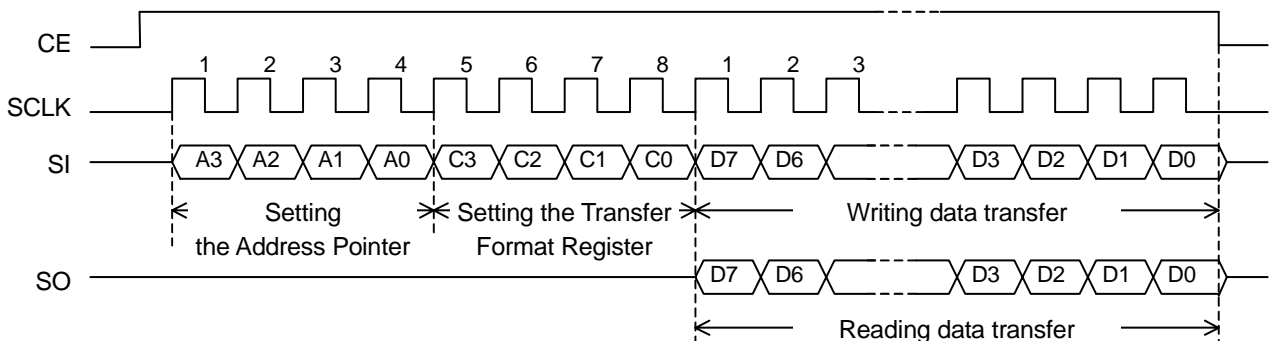 CE
1 2 3 4 5 6 7 8 1 2 3
SCLK
SI A3 A2 A1 A0 C3 C2 C1 C0 D7 D6 D3 D2 D1 D0
Setting Setting the Transfer Writing data transfer
the Address Pointer Format Register
SO D7 D6 D3 D2 D1 D0
Reading data transfer